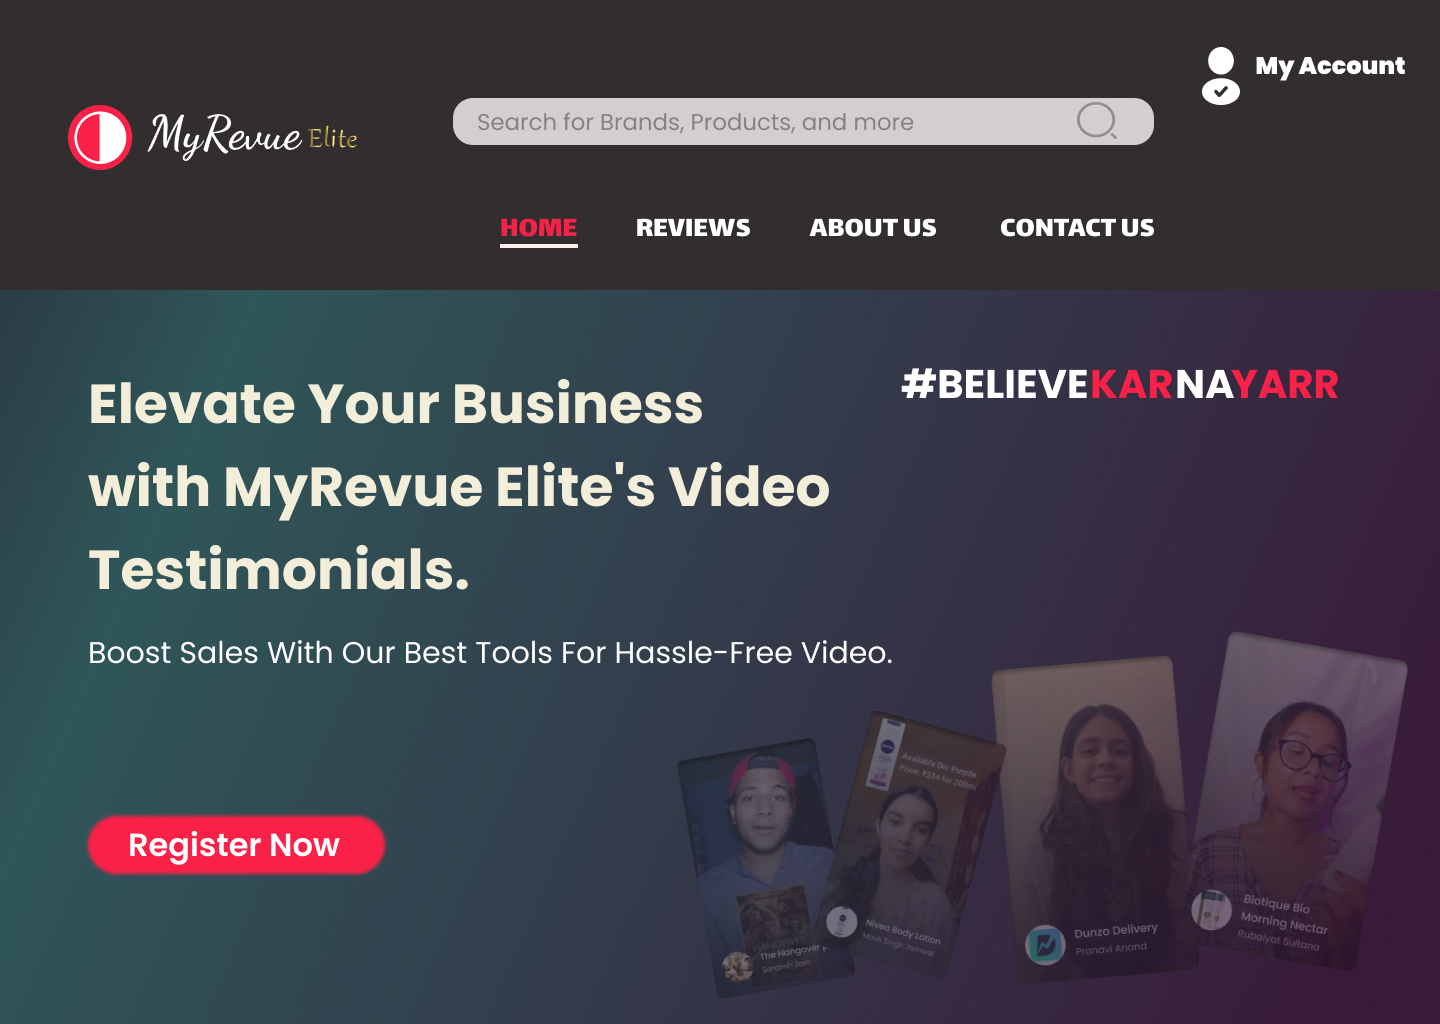 My Account
MyRevue Elite
Search for Brands, Products, and more
HOME REVIEWS ABOUT US CONTACT US
#BELIEVEKARNAYARR
Elevate Your Business
with MyRevue Elite's Video
Testimonials.
Boost Sales With Our Best Tools For Hassle-Free Video.
Register Now
Available On: Purplle
Price: ₹224 for 200ml
The Hangover
Saransh Jain
Nivea Body Lotion
Mouli Singh Jamwal
Dunzo Delivery
Pranavi Anand
Biotique Bio
Morning Nectar
Rubaiyat Sultana